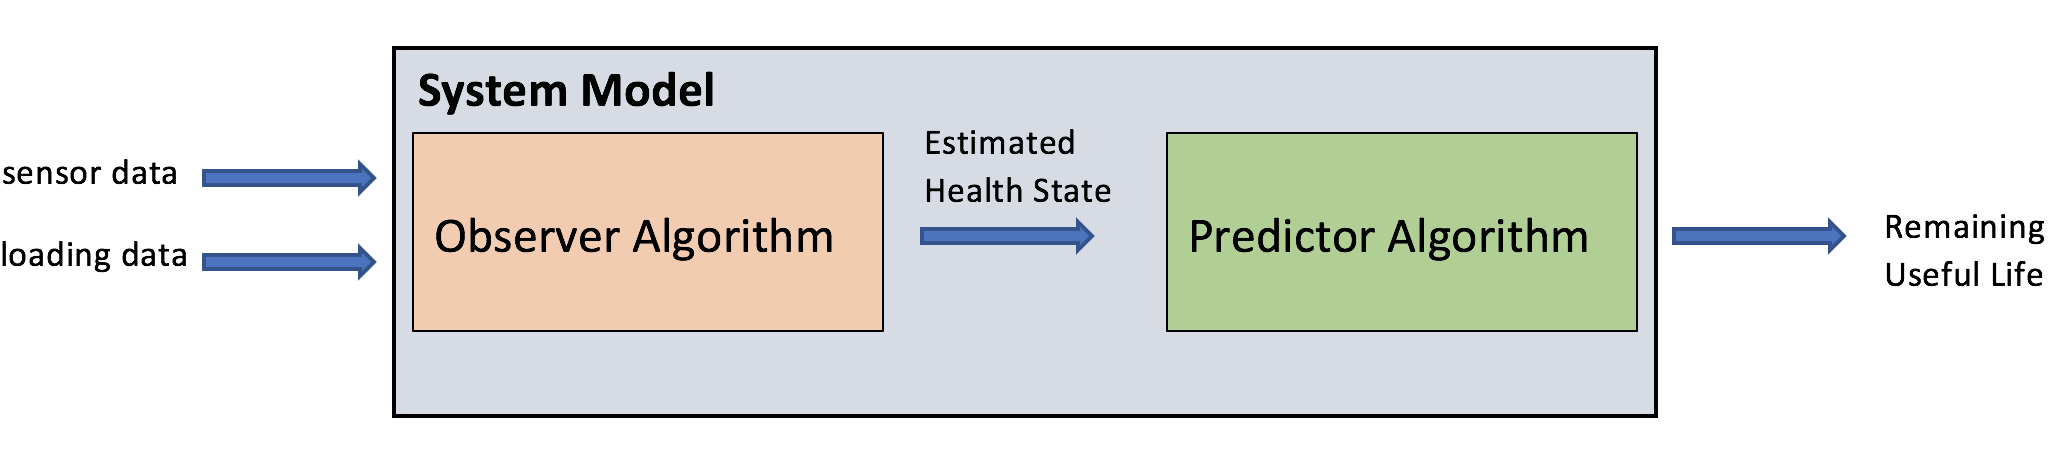 System Model
sensor data
loading data
Observer Algorithm
Estimated
Health State
Predictor Algorithm
Remaining
Useful Life